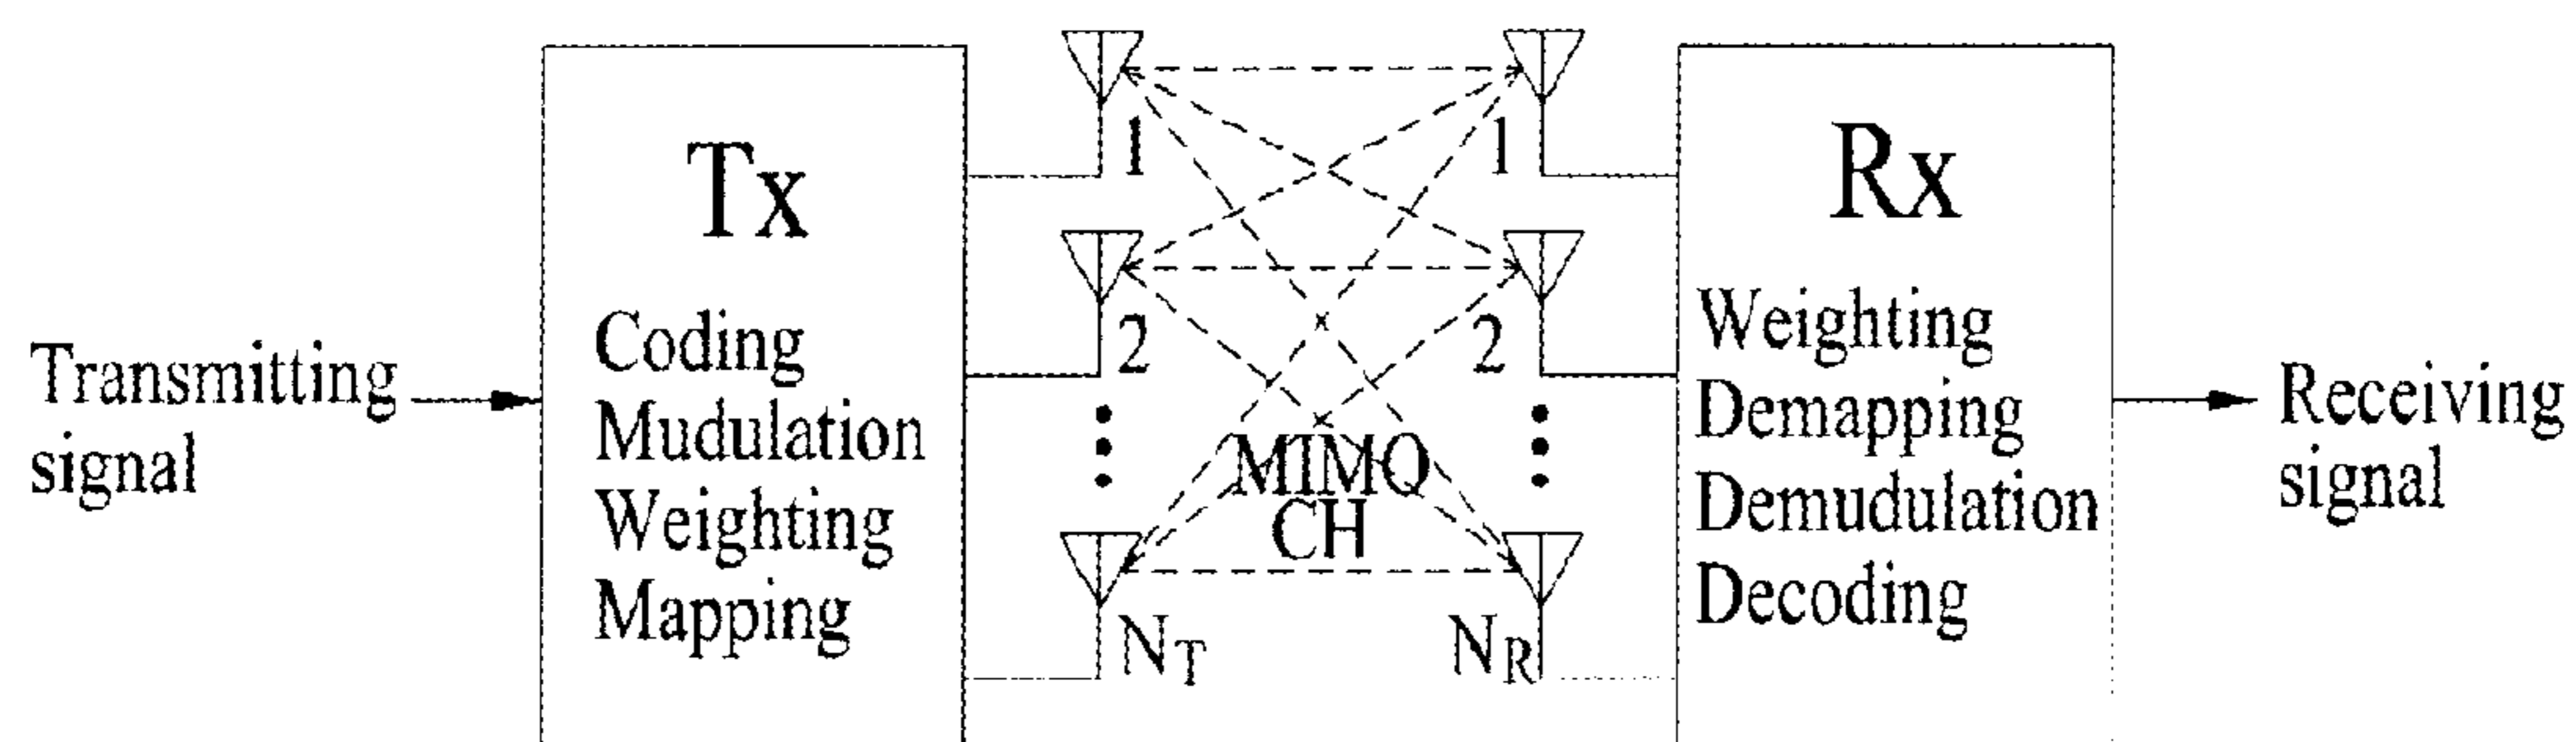 Transmitting
signal
Tx
Coding
Mudulation
Weighting
Mapping
1
2
N_T
1
2
N_R
MIMO
CH
Rx
Weighting
Demapping
Demudulation
Decoding
Receiving
signal